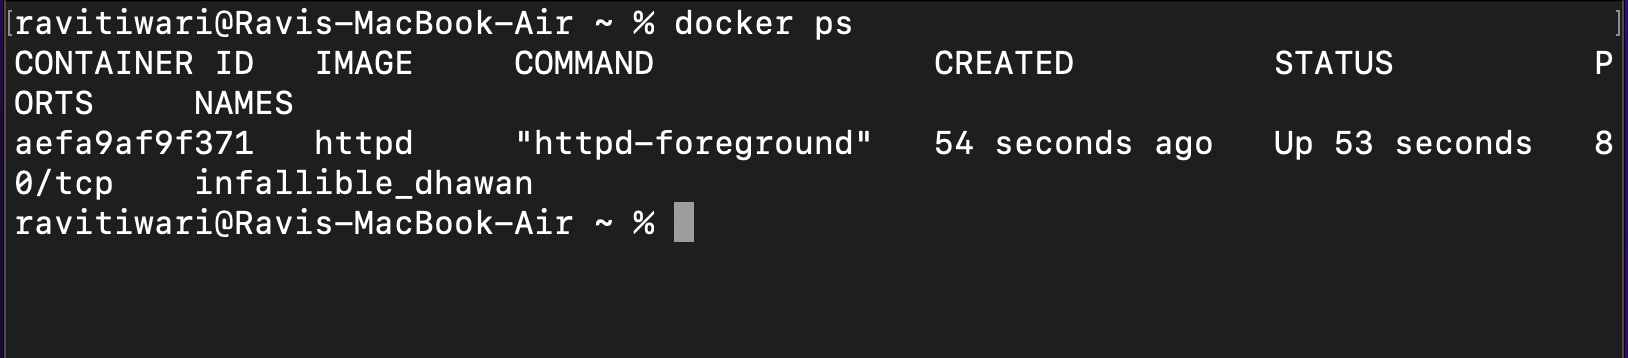 [ravitiwari@Ravis-MacBook-Air ~ % docker ps ]
CONTAINER ID   IMAGE     COMMAND              CREATED          STATUS          P
ORTS     NAMES
aefa9af9f371   httpd     "httpd-foreground"   54 seconds ago   Up 53 seconds   8
0/tcp    infallible_dhawan
ravitiwari@Ravis-MacBook-Air ~ %